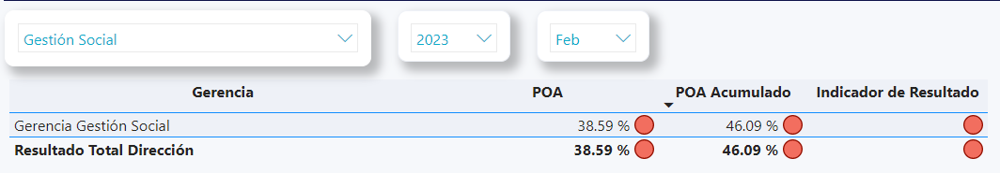 Gestión Social 2023 Feb
Gerencia POA POA Acumulado Indicador de Resultado
Gerencia Gestión Social 38.59 % 46.09 %
Resultado Total Dirección 38.59 % 46.09 %